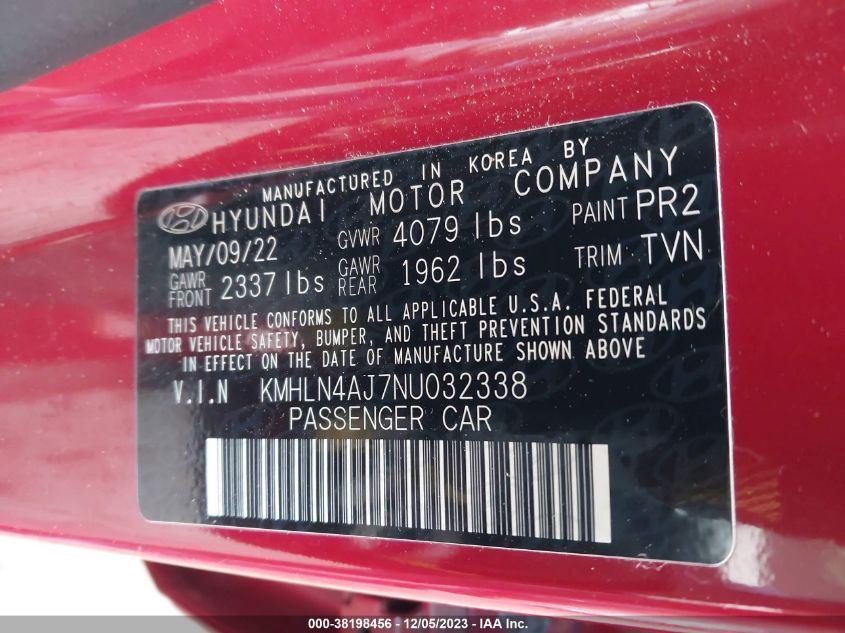 MANUFACTURED IN KOREA BY
HYUNDAI MOTOR COMPANY
MAY/09/22 GVWR 4079 lbs PAINT PR2
GAWR FRONT 2337 lbs GAWR REAR 1962 lbs TRIM TVN
THIS VEHICLE CONFORMS TO ALL APPLICABLE U.S.A. FEDERAL
MOTOR VEHICLE SAFETY, BUMPER, AND THEFT PREVENTION STANDARDS
IN EFFECT ON THE DATE OF MANUFACTURE SHOWN ABOVE
V.I.N KMHLN4AJ7NU032338
PASSENGER CAR
000-38198456 - 12/05/2023 - IAA Inc.